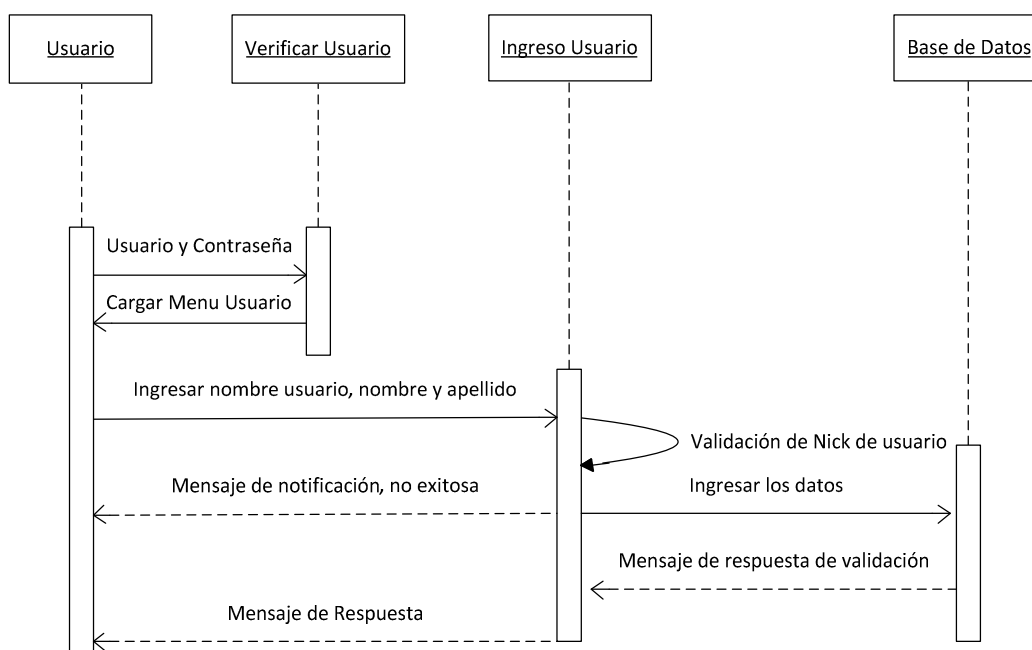 Usuario
Verificar Usuario
Ingreso Usuario
Base de Datos
Usuario y Contraseña
Cargar Menu Usuario
Ingresar nombre usuario, nombre y apellido
Validación de Nick de usuario
Mensaje de notificación, no exitosa
Ingresar los datos
Mensaje de respuesta de validación
Mensaje de Respuesta